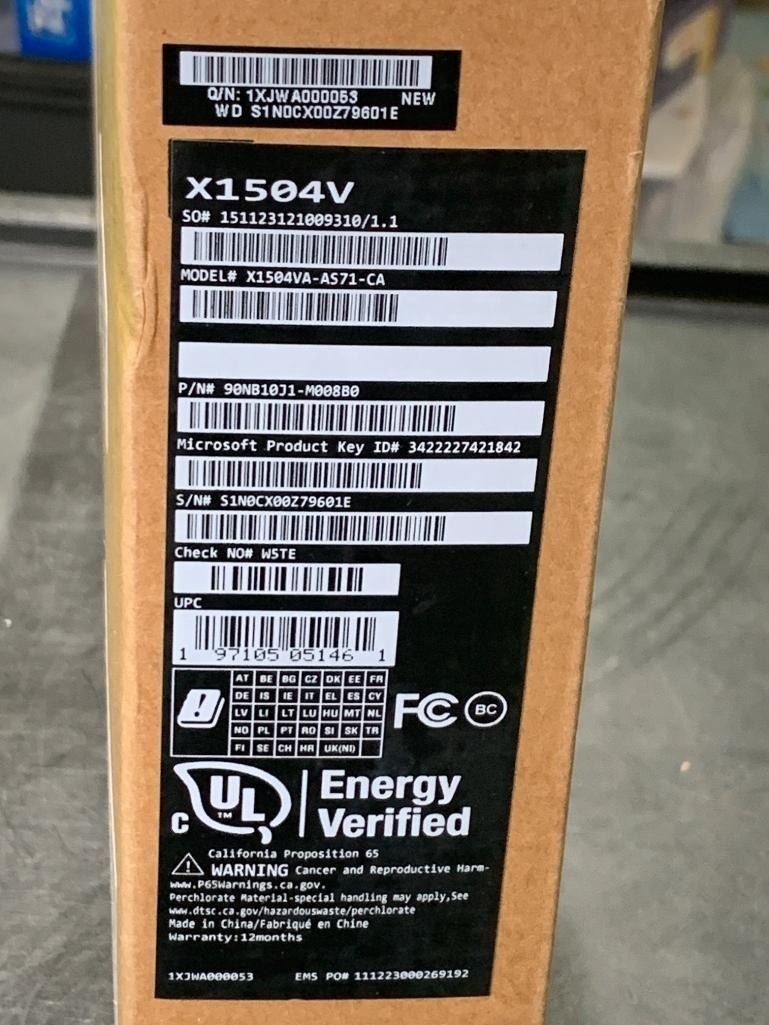 Q/N: 1XJWA000053 NEW
WD S1N0CX00Z79601E
X1504V
SO# 151123121009310/1.1
MODEL# X1504VA-AS71-CA
P/N# 90NB10J1-M008B0
Microsoft Product Key ID# 3422227421842
S/N# S1N0CX00Z79601E
Check NO# W5TE
UPC
1 97105 05146 1
AT BE BG CZ DK EE FR
DE IS IE IT EL ES CY
LV LI LT LU HU MT NL
NO PL PT RO SI SK TR
FI SE CH HR UK(NI)
FC BC
C UL TM Energy
Verified
California Proposition 65
WARNING Cancer and Reproductive Harm-
www.P65Warnings.ca.gov.
Perchlorate Material-special handling may apply,See
www.dtsc.ca.gov/hazardouswaste/perchlorate
Made in China/Fabriqué en Chine
Warranty:12months
1XJWA000053 EMS PO# 111223000269192